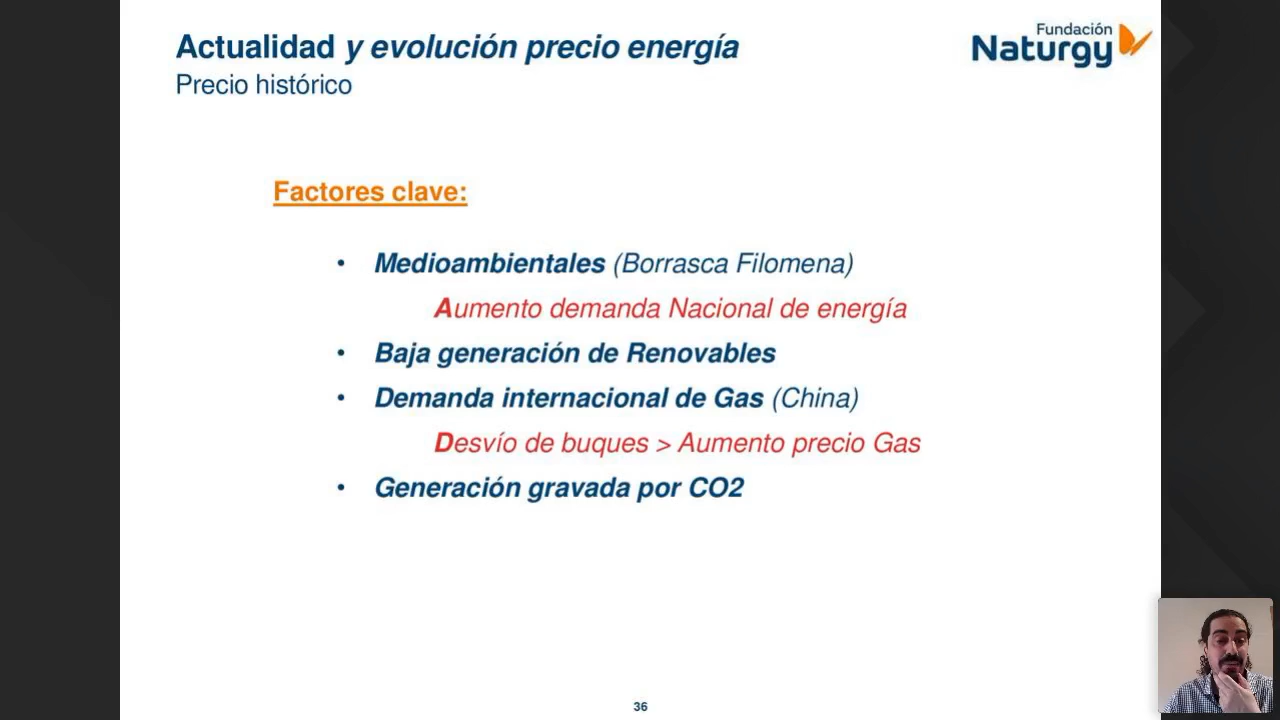 Actualidad y evolución precio energía
Precio histórico
Fundación
Naturgy
Factores clave:
• Medioambientales (Borrasca Filomena)
Aumento demanda Nacional de energía
• Baja generación de Renovables
• Demanda internacional de Gas (China)
Desvío de buques > Aumento precio Gas
• Generación gravada por CO2
36